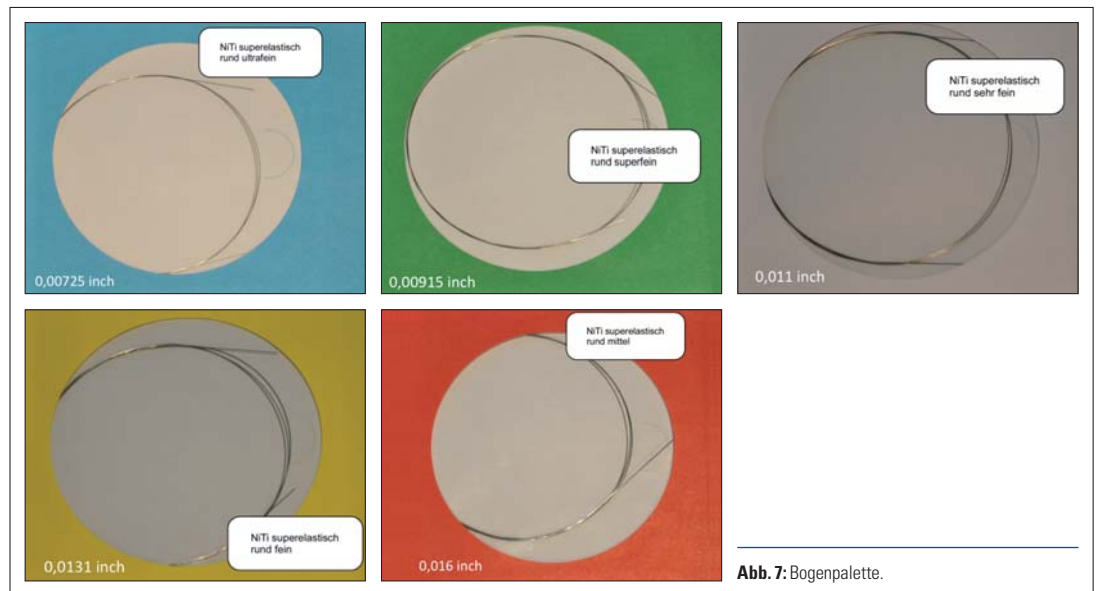 NiTi superelastisch
rund ultrafein
0,00725 inch
NiTi superelastisch
rund superfein
0,00915 inch
NiTi superelastisch
rund sehr fein
0,011 inch
NiTi superelastisch
rund fein
0,0131 inch
NiTi superelastisch
rund mittel
0,016 inch
Abb. 7: Bogenpalette.